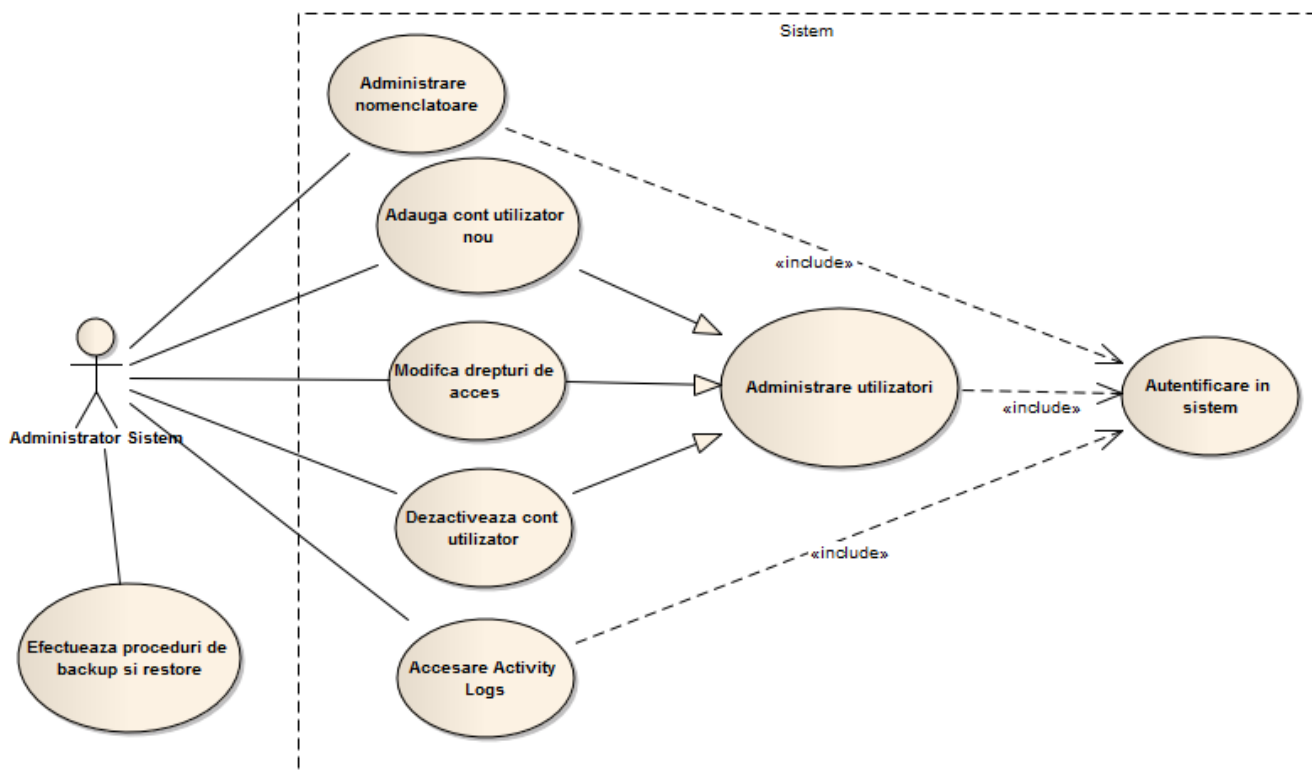 Sistem
Administrare
nomenclatoare
Adauga cont utilizator
nou
«include»
Modifca drepturi de
acces
Administrare utilizatori
«include»
Autentificare in
sistem
Administrator Sistem
Dezactiveaza cont
utilizator
«include»
Efectueaza proceduri de
backup si restore
Accesare Activity
Logs